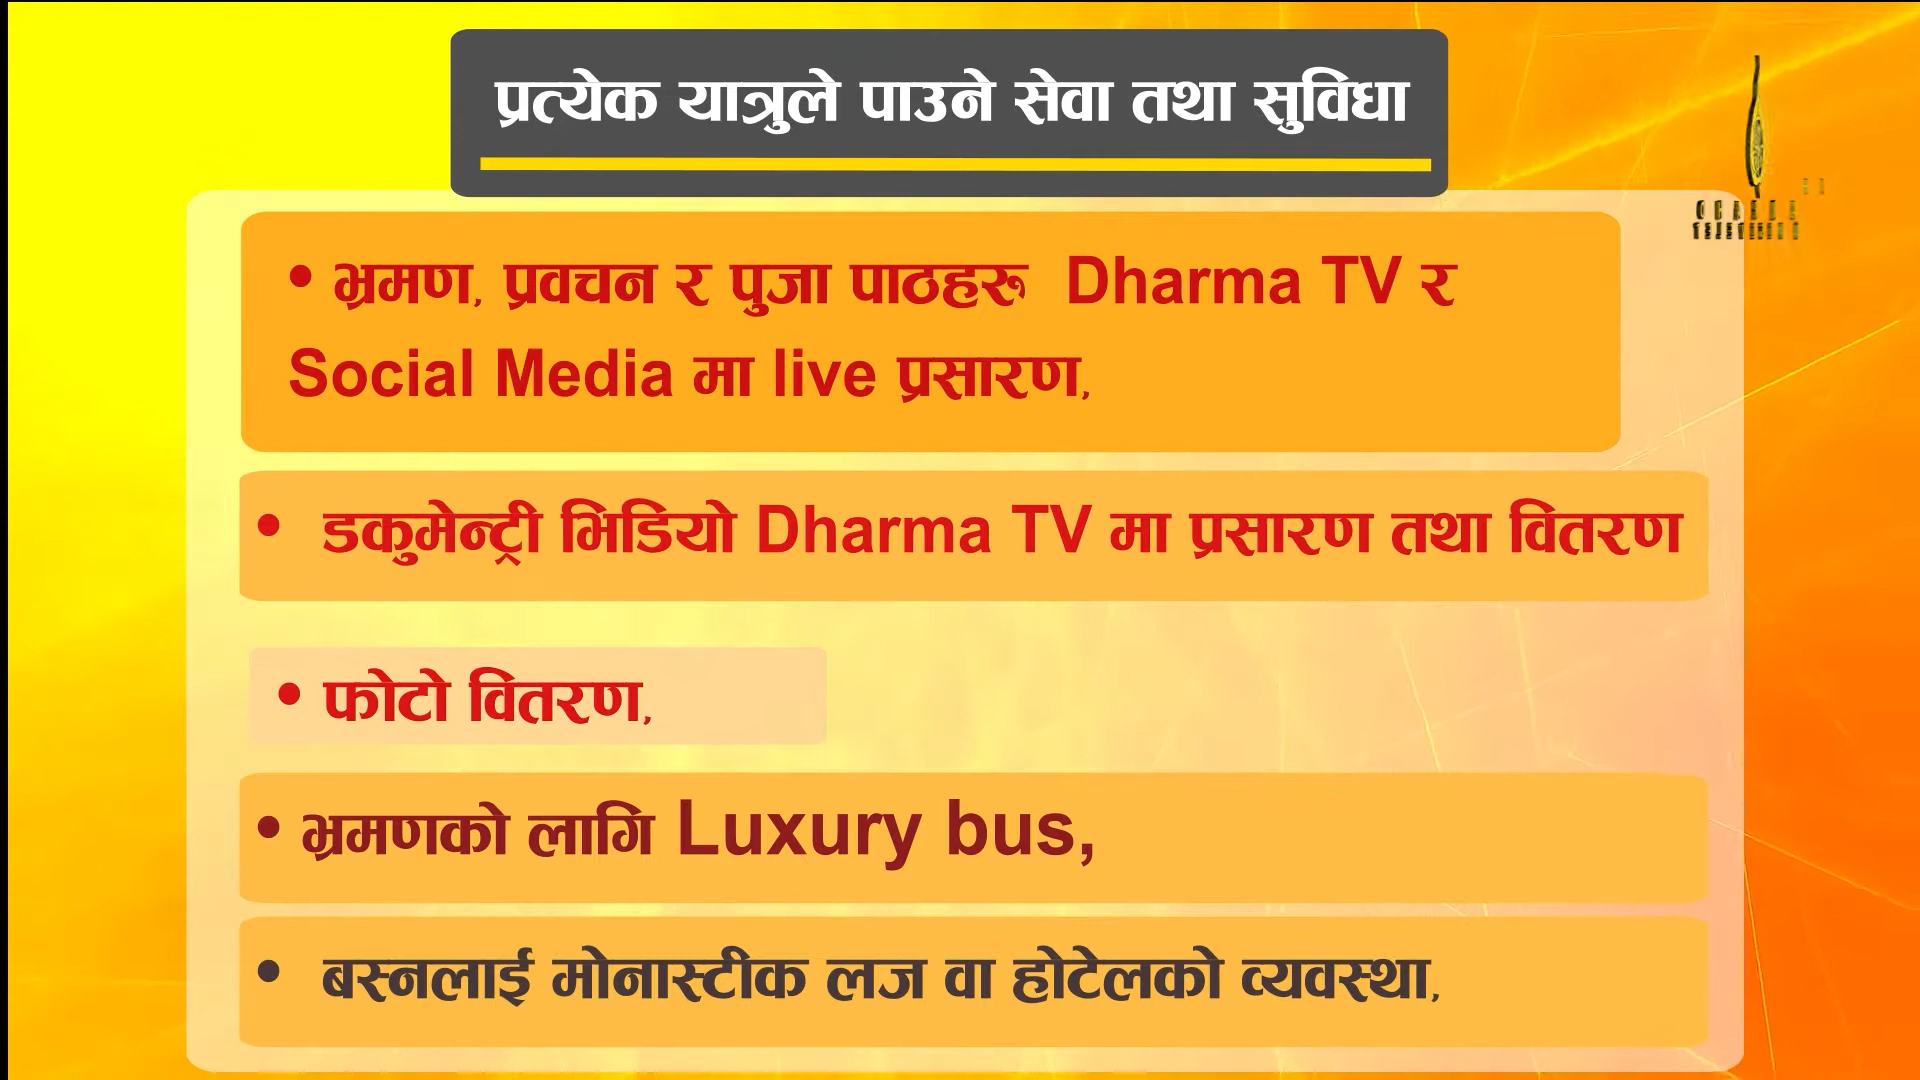 प्रत्येक यात्रुले पाउने सेवा तथा सुविधा
• भ्रमण, प्रवचन र पुजा पाठहरु Dharma TV र
Social Media मा live प्रसारण,
• डकुमेन्ट्री भिडियो Dharma TV मा प्रसारण तथा वितरण
• फोटो वितरण,
• भ्रमणको लागि Luxury bus,
• बस्नलाई मोनास्टीक लज वा होटेलको व्यवस्था,